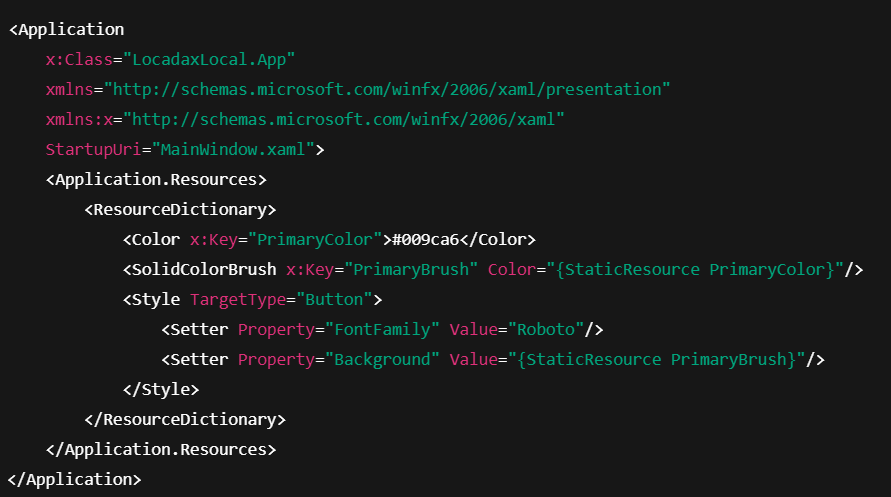 <Application
x:Class="LocadaxLocal.App"
xmlns="http://schemas.microsoft.com/winfx/2006/xaml/presentation"
xmlns:x="http://schemas.microsoft.com/winfx/2006/xaml"
StartupUri="MainWindow.xaml">
<Application.Resources>
<ResourceDictionary>
<Color x:Key="PrimaryColor">#009ca6</Color>
<SolidColorBrush x:Key="PrimaryBrush" Color="{StaticResource PrimaryColor}"/>
<Style TargetType="Button">
<Setter Property="FontFamily" Value="Roboto"/>
<Setter Property="Background" Value="{StaticResource PrimaryBrush}"/>
</Style>
</ResourceDictionary>
</Application.Resources>
</Application>